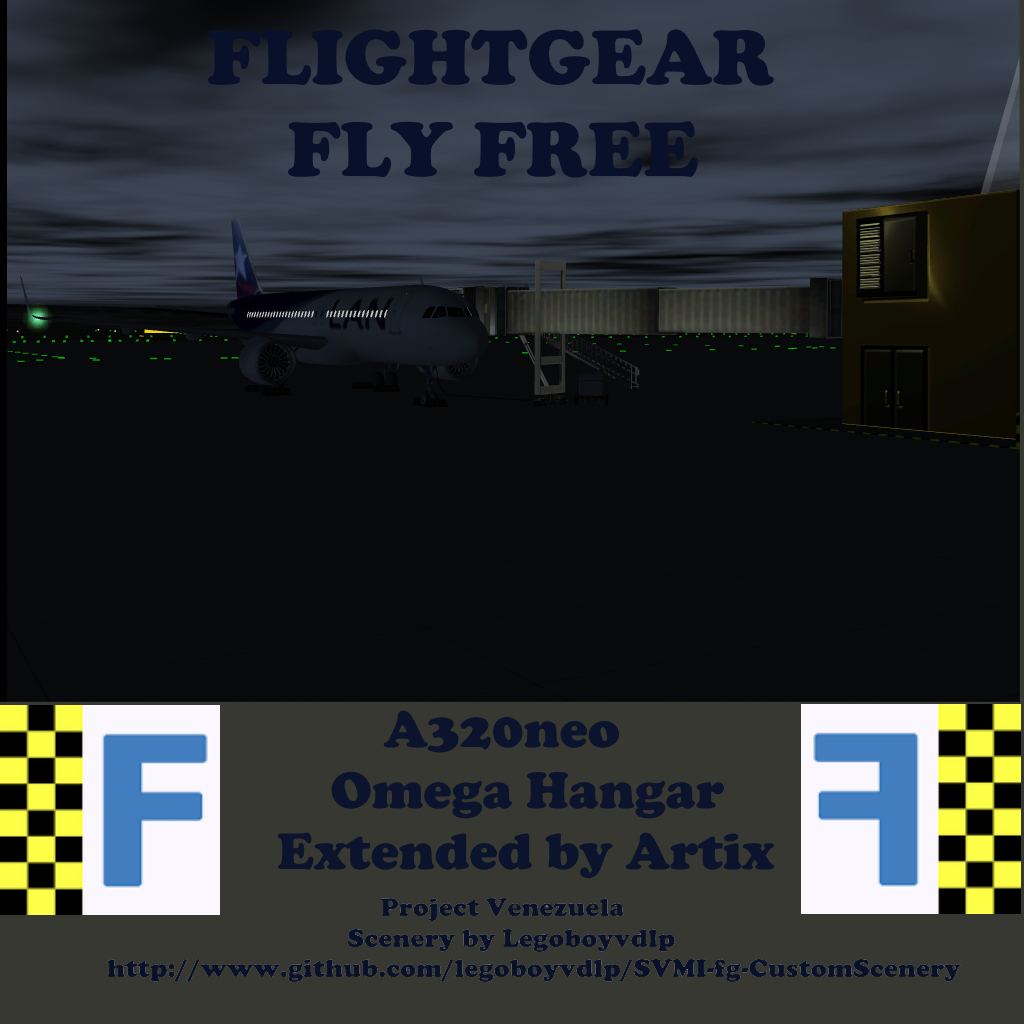 FLIGHTGEAR
FLY FREE
LAN
F
F
A320neo
Omega Hangar
Extended by Artix
Project Venezuela
Scenery by Legoboyvdlp
http://www.github.com/legoboyvdlp/SVMI-fg-CustomScenery